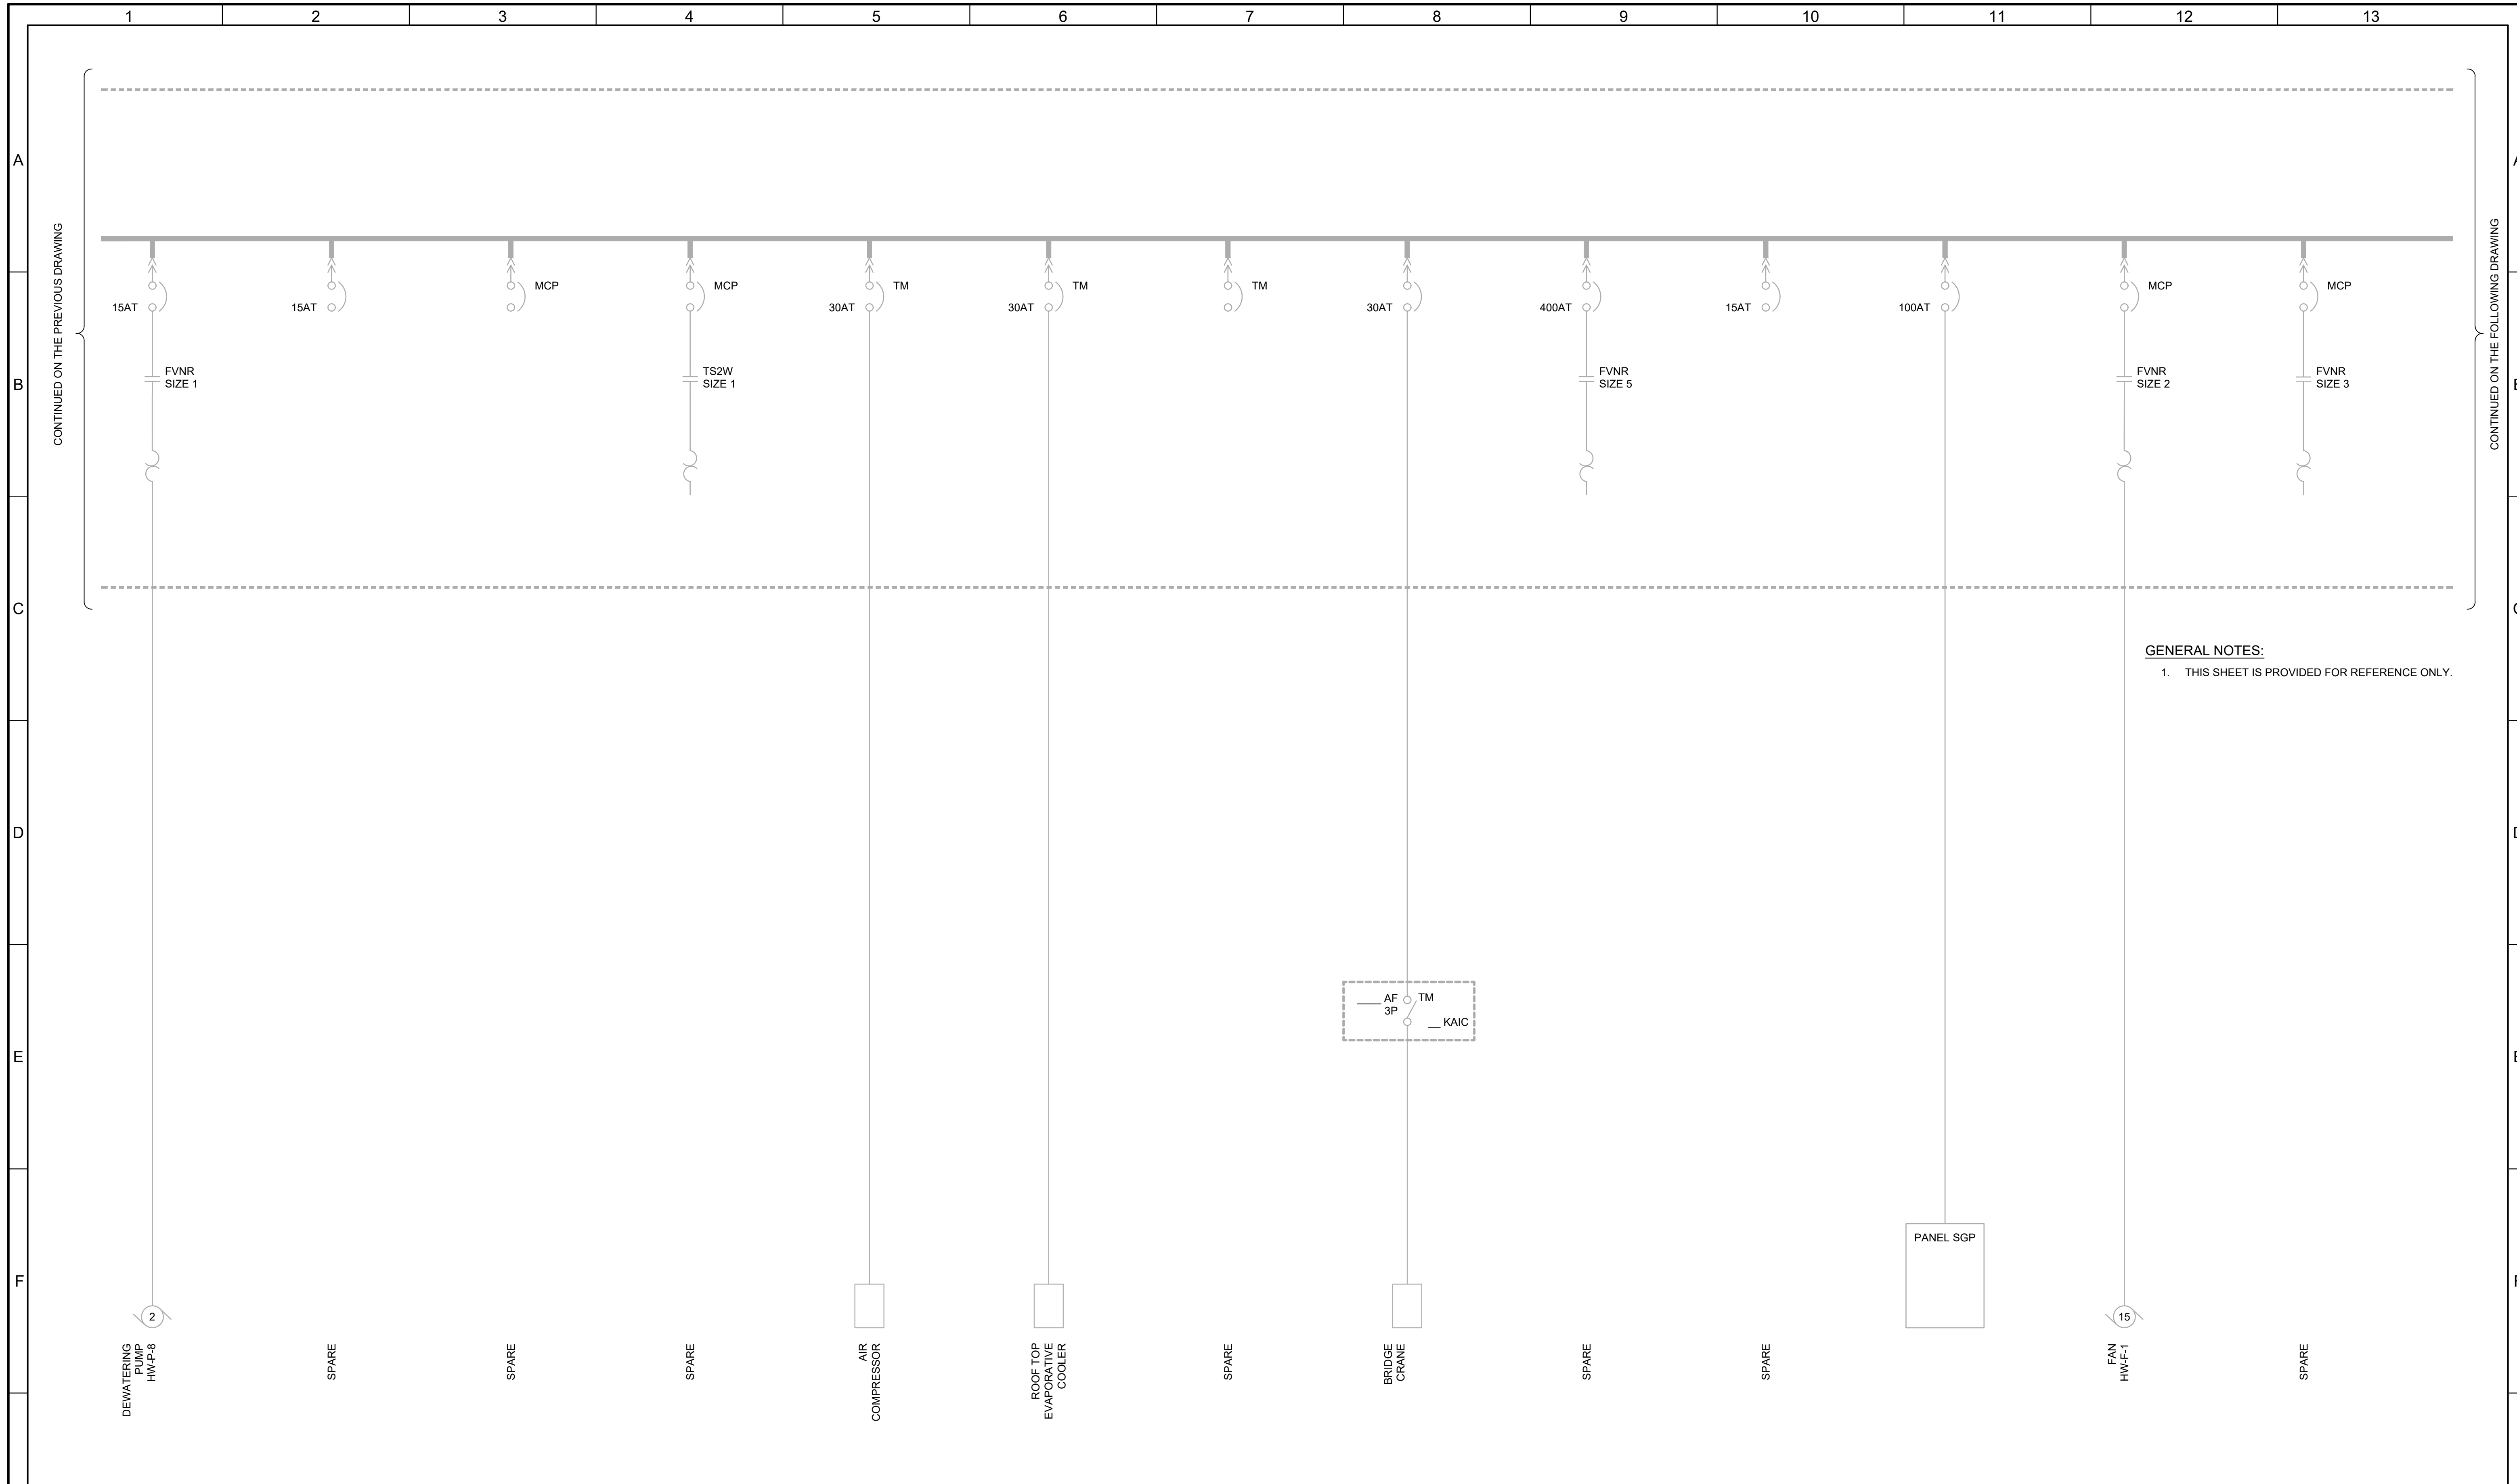 1 2 3 4 5 6 7 8 9 10 11 12 13
A
B
C
D
E
F
A
B
C
D
E
F
CONTINUED ON THE PREVIOUS DRAWING
CONTINUED ON THE FOLLOWING DRAWING
MCP MCP TM TM TM MCP MCP
15AT 15AT 30AT 30AT 30AT 400AT 15AT 100AT
FVNR
SIZE 1
TS2W
SIZE 1
FVNR
SIZE 5
FVNR
SIZE 2
FVNR
SIZE 3
GENERAL NOTES:
1. THIS SHEET IS PROVIDED FOR REFERENCE ONLY.
____ AF TM
3P
__ KAIC
PANEL SGP
2
15
DEWATERING
PUMP
HW-P-8
SPARE
SPARE
SPARE
AIR
COMPRESSOR
ROOF TOP
EVAPORATIVE
COOLER
SPARE
BRIDGE
CRANE
SPARE
SPARE
FAN
HW-F-1
SPARE